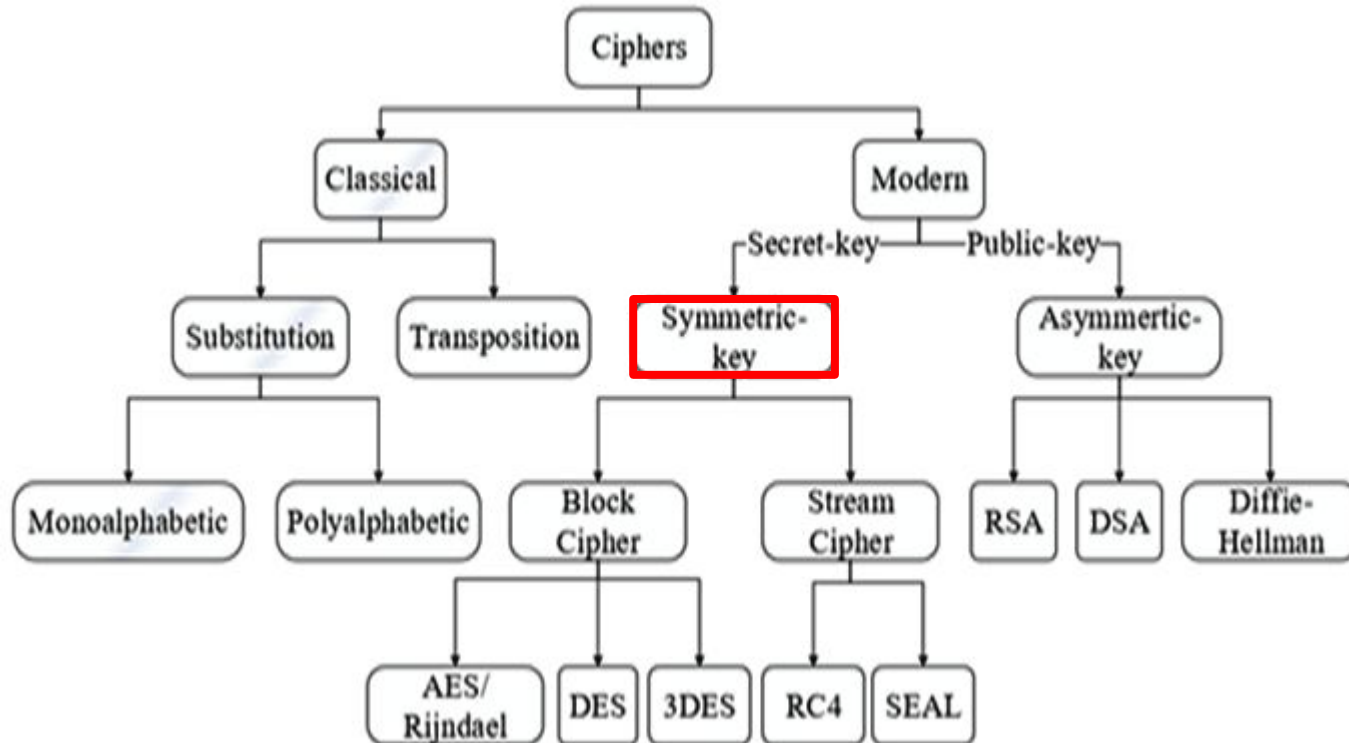 Ciphers
Classical
Modern
Secret-key
Public-key
Substitution
Transposition
Symmetric-
key
Asymmertic-
key
Monoalphabetic
Polyalphabetic
Block
Cipher
Stream
Cipher
RSA
DSA
Diffie-
Hellman
AES/
Rijndael
DES
3DES
RC4
SEAL